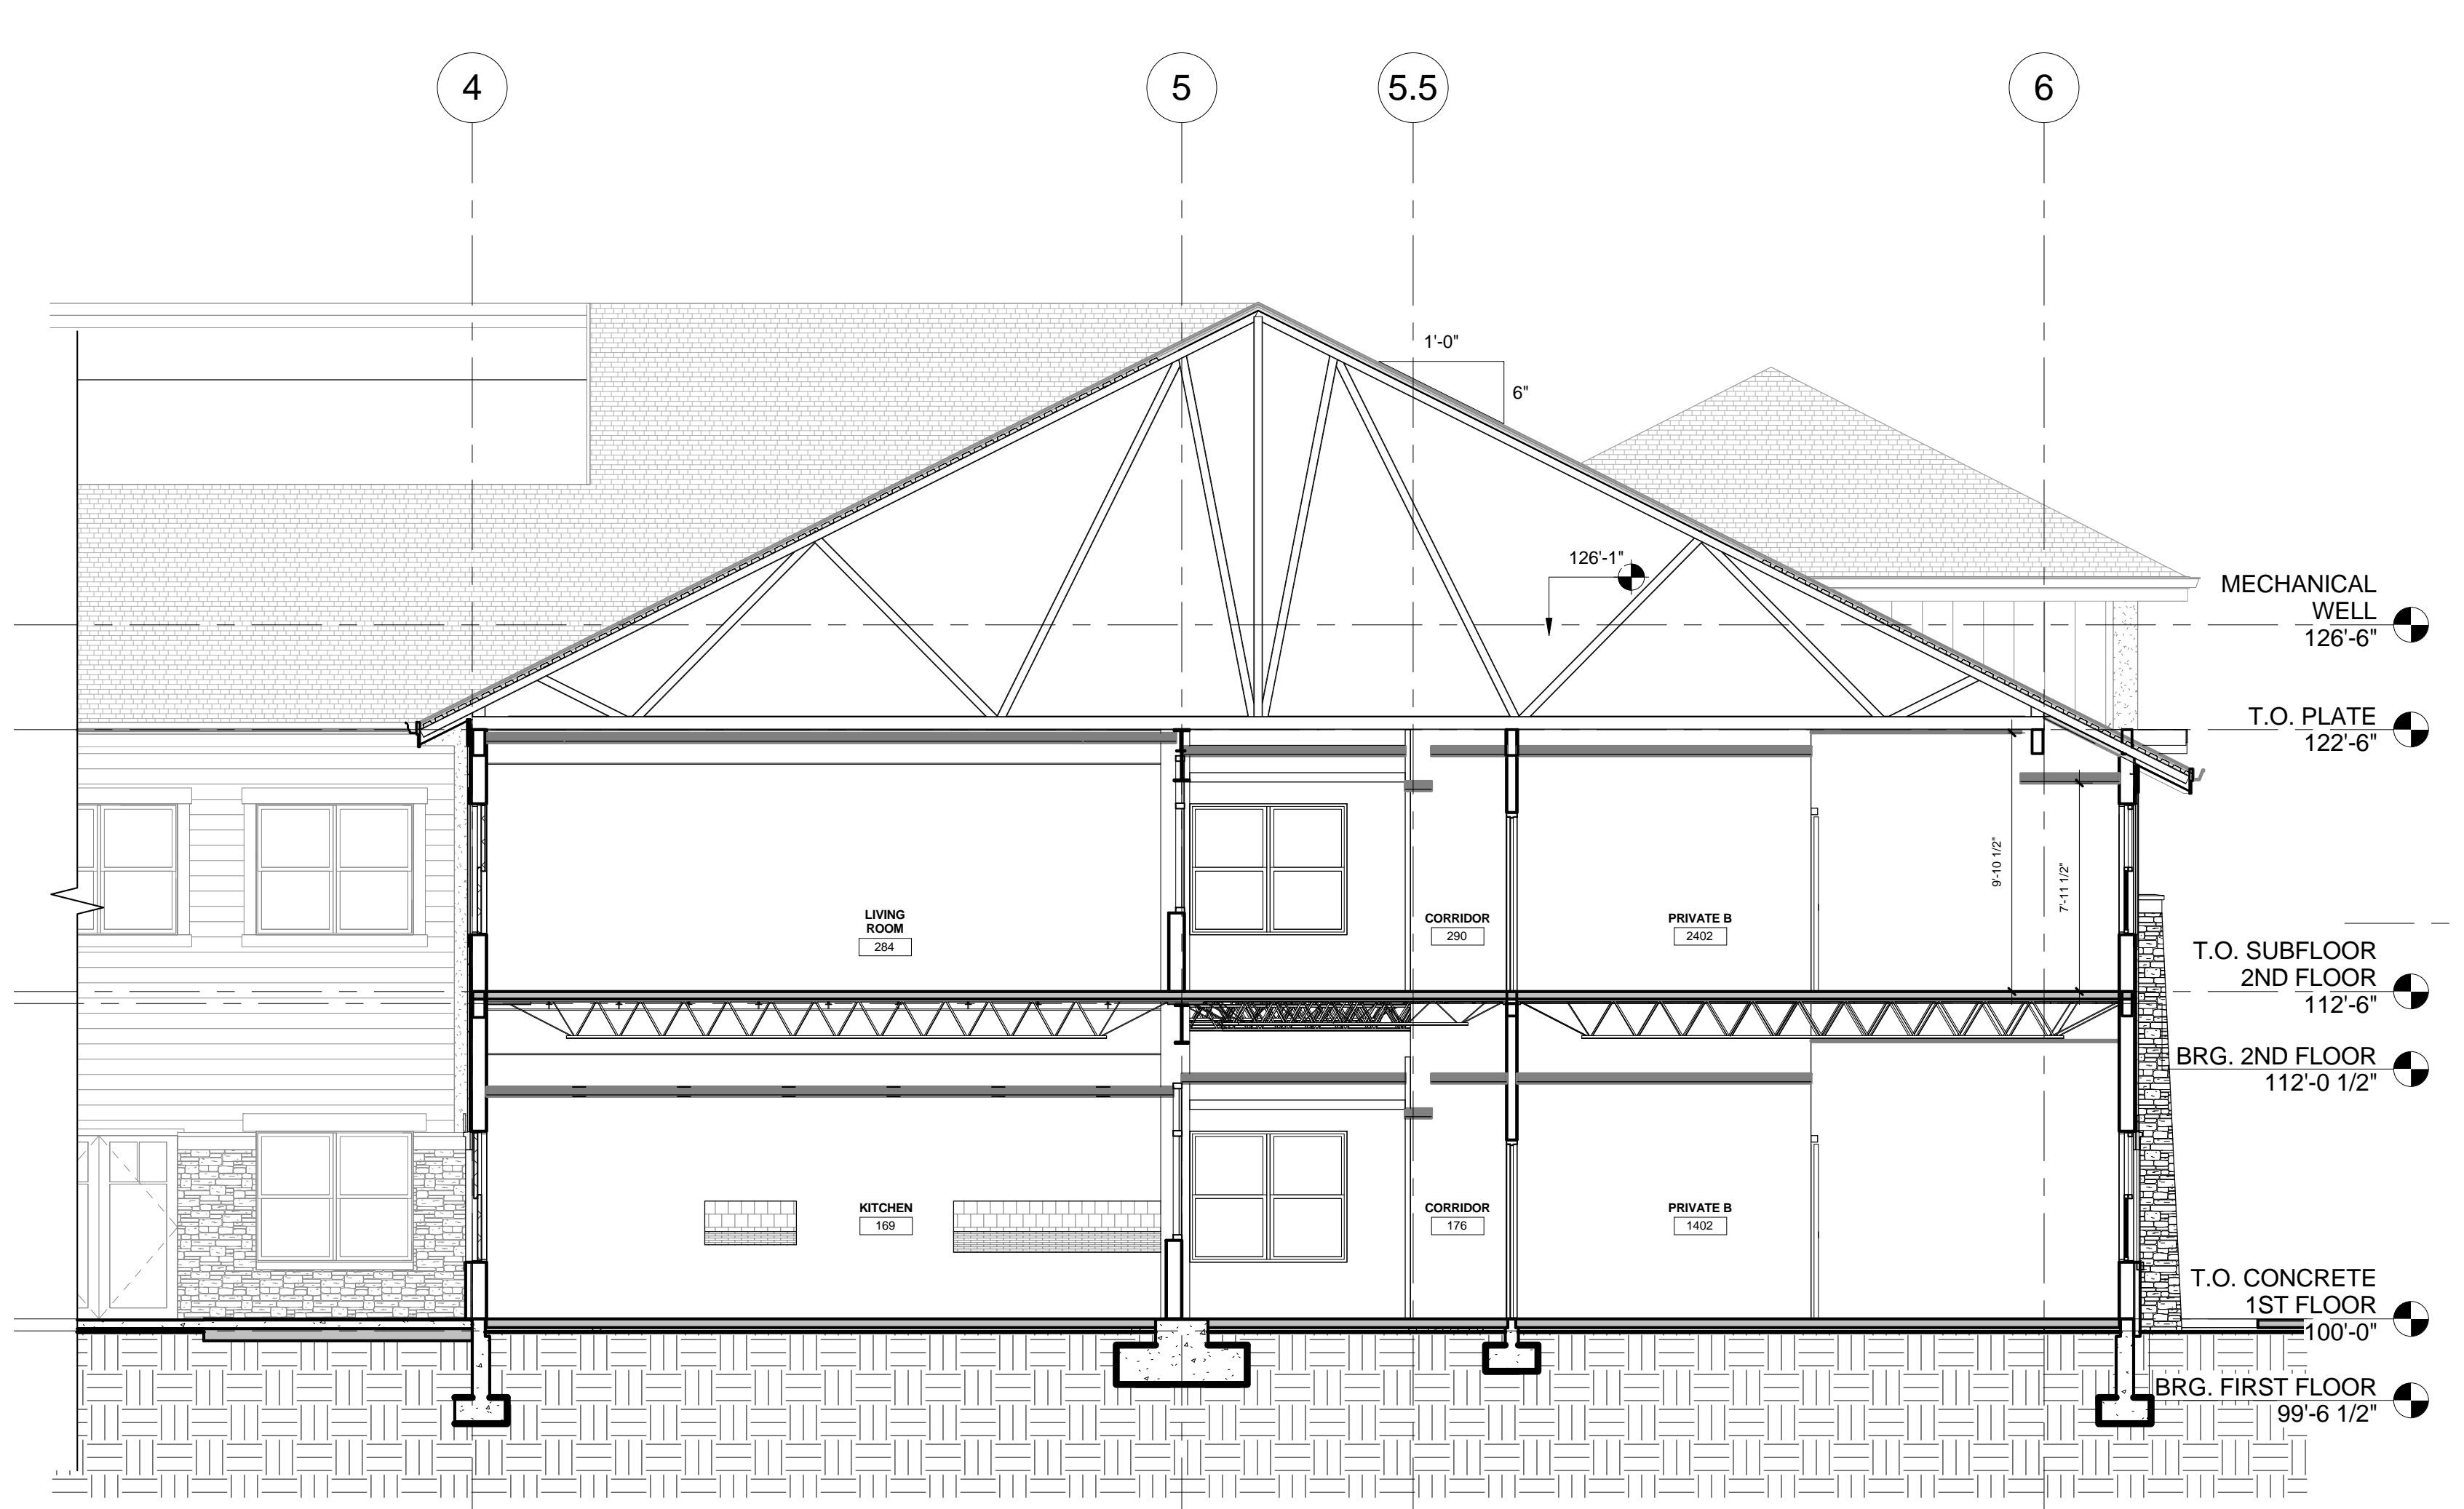 4
5
5.5
6
1'-0"
6"
126'-1"
MECHANICAL
WELL
126'-6"
T.O. PLATE
122'-6"
9'-10 1/2"
7'-11 1/2"
LIVING
ROOM
284
CORRIDOR
290
PRIVATE B
2402
T.O. SUBFLOOR
2ND FLOOR
112'-6"
BRG. 2ND FLOOR
112'-0 1/2"
KITCHEN
169
CORRIDOR
176
PRIVATE B
1402
T.O. CONCRETE
1ST FLOOR
100'-0"
BRG. FIRST FLOOR
99'-6 1/2"